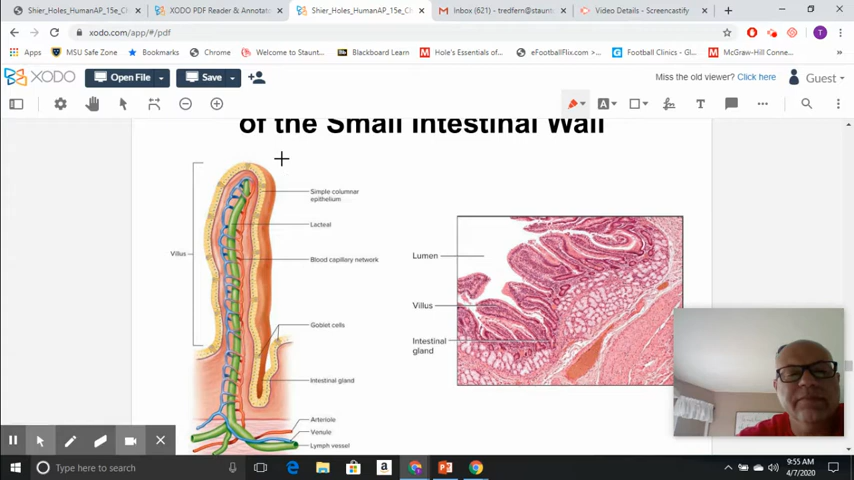 Shier_Holes_HumanAP_15e_Ch
XODO PDF Reader & Annotat
Shier_Holes_HumanAP_15e_Ch
Inbox (621) - tredfern@staunt
Video Details - Screencastify
xodo.com/app/#/pdf
Apps
MSU Safe Zone
Bookmarks
Chrome
Welcome to Staunt...
Blackboard Learn
Hole's Essentials of...
eFootballFlix.com >...
Football Clinics - Gl...
McGraw-Hill Conne...
XODO
Open File
Save
Missing the old viewer? Click here
Guest
of the Small Intestinal Wall
Simple columnar
epithelium
Lacteal
Villus
Blood capillary network
Goblet cells
Intestinal gland
Arteriole
Venule
Lymph vessel
Lumen
Villus
Intestinal
gland
Type here to search
9:55 AM
4/7/2020